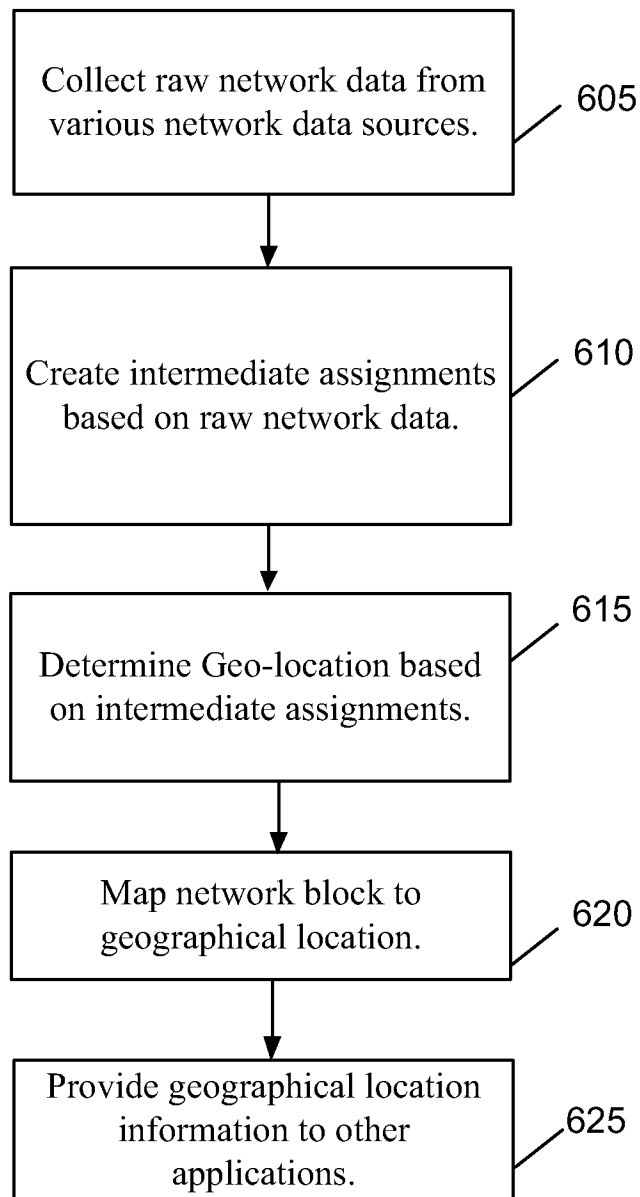 Collect raw network data from
various network data sources.
605
Create intermediate assignments
based on raw network data.
610
Determine Geo-location based
on intermediate assignments.
615
Map network block to
geographical location.
620
Provide geographical location
information to other
applications.
625